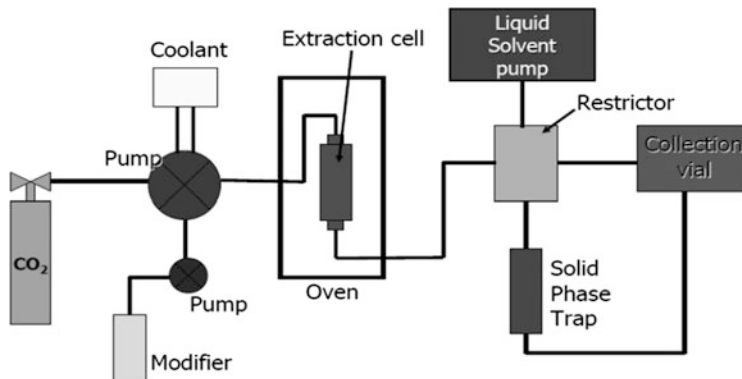 Coolant
Extraction cell
Liquid
Solvent
pump
Restrictor
Pump
Collection
vial
CO₂
Pump
Oven
Solid
Phase
Trap
Modifier